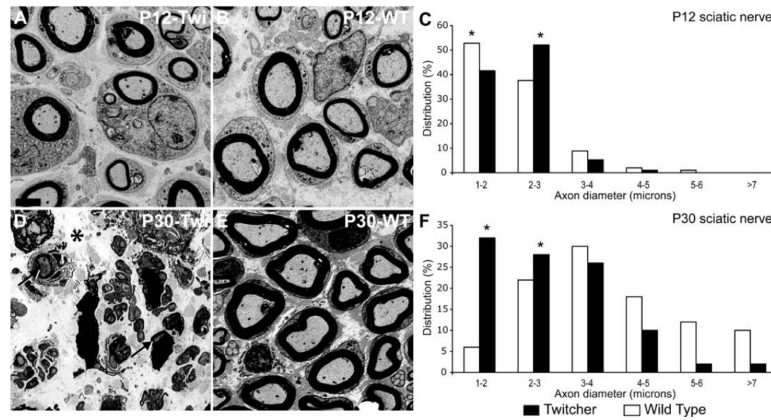 A P12-Twi
B P12-WT
C P12 sciatic nerve
Distribution (%)
60
50
40
30
20
10
0
* *
1-2 2-3 3-4 4-5 5-6 >7
Axon diameter (microns)
D P30-Twi
*
E P30-WT
F P30 sciatic nerve
Distribution (%)
35
30
25
20
15
10
5
0
* *
1-2 2-3 3-4 4-5 5-6 >7
Axon diameter (microns)
Twitcher Wild Type